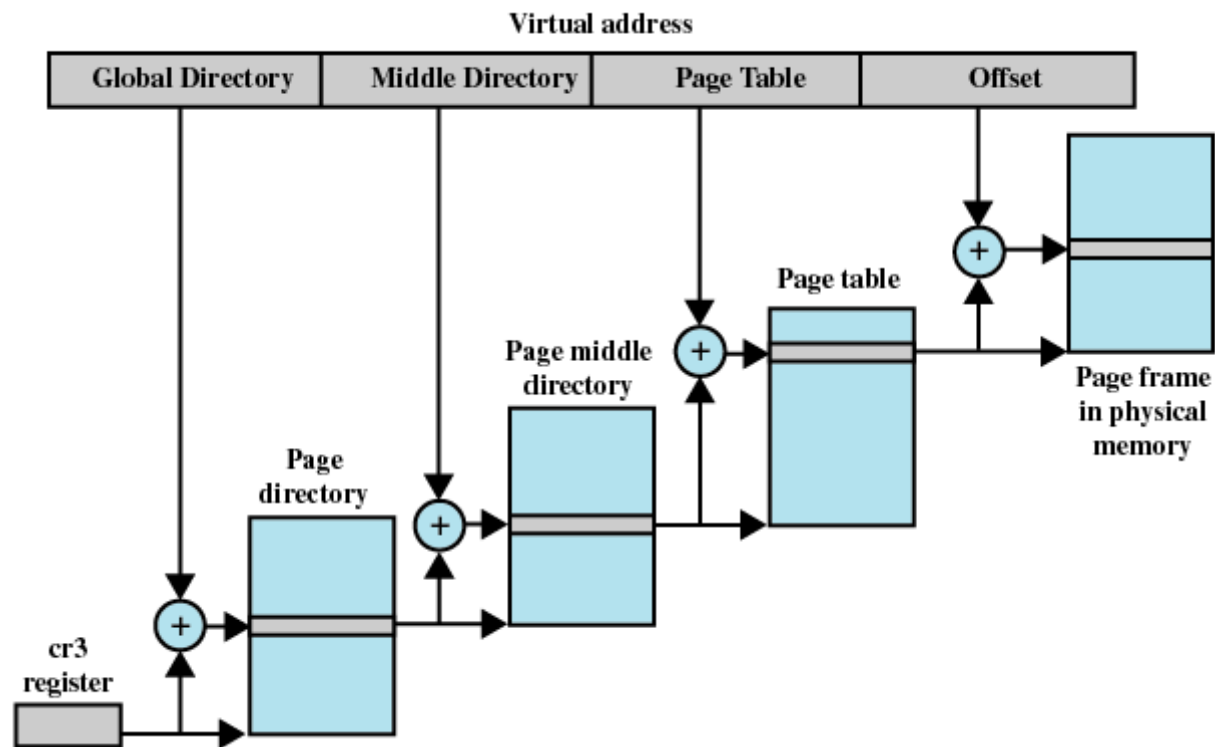 Virtual address
Global Directory
Middle Directory
Page Table
Offset
+
Page table
+
Page middle
directory
Page frame
in physical
memory
Page
directory
+
+
cr3
register